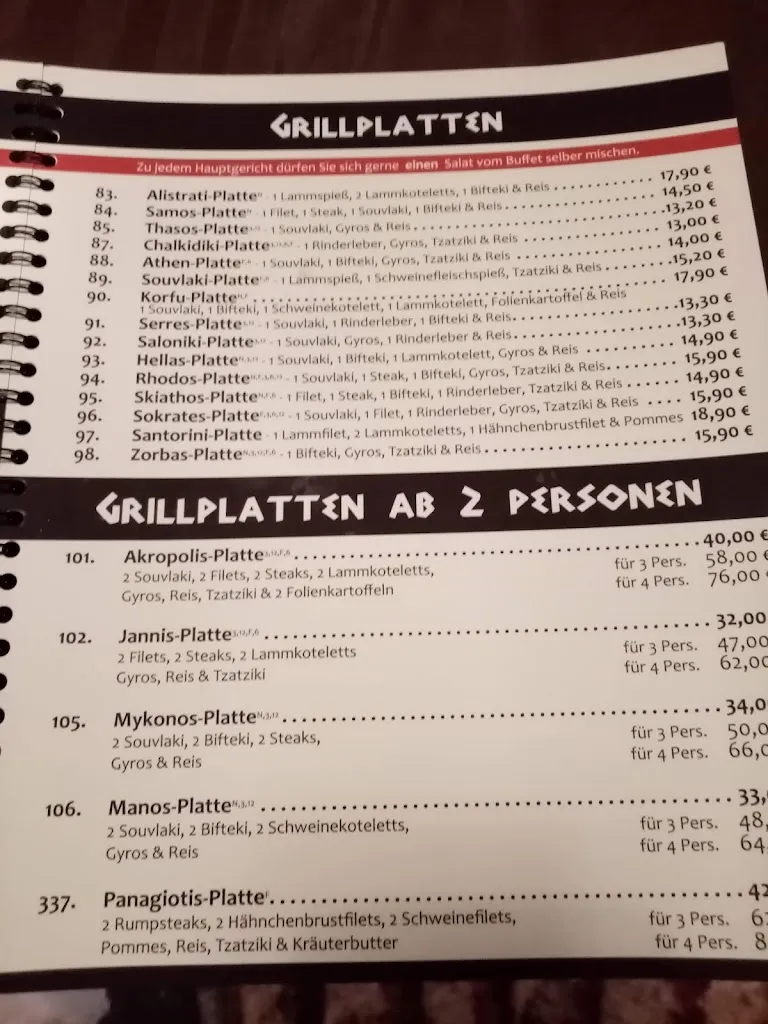 GRILLPLATTEN
Zu jedem Hauptgericht dürfen Sie sich gerne einen Salat vom Buffet selber mischen.
83. Alistrati-Platte - 1 Lammspieß, 2 Lammkoteletts, 1 Bifteki & Reis 17,90 €
84. Samos-Platte - 1 Filet, 1 Steak, 1 Souvlaki, 1 Bifteki & Reis 14,50 €
85. Thasos-Platte - 1 Souvlaki, Gyros & Reis 13,20 €
87. Chalkidiki-Platte - 1 Rinderleber, Gyros, Tzatziki & Reis 13,00 €
88. Athen-Platte - 1 Souvlaki, 1 Bifteki, Gyros, Tzatziki & Reis 14,00 €
89. Souvlaki-Platte - 1 Lammspieß, 1 Schweinefleischspieß, Tzatziki & Reis 15,20 €
90. Korfu-Platte 17,90 €
1 Souvlaki, 1 Bifteki, 1 Schweinekotelett, 1 Lammkotelett, Folienkartoffel & Reis
91. Serres-Platte - 1 Souvlaki, 1 Rinderleber, 1 Bifteki & Reis 13,30 €
92. Saloniki-Platte - 1 Souvlaki, Gyros, 1 Rinderleber & Reis 13,30 €
93. Hellas-Platte - 1 Souvlaki, 1 Bifteki, 1 Lammkotelett, Gyros & Reis 14,90 €
94. Rhodos-Platte - 1 Souvlaki, 1 Steak, 1 Bifteki, Gyros, Tzatziki & Reis 15,90 €
95. Skiathos-Platte - 1 Filet, 1 Steak, 1 Bifteki, 1 Rinderleber, Tzatziki & Reis 14,90 €
96. Sokrates-Platte - 1 Souvlaki, 1 Filet, 1 Rinderleber, Gyros, Tzatziki & Reis 15,90 €
97. Santorini-Platte - 1 Lammfilet, 2 Lammkoteletts, 1 Hähnchenbrustfilet & Pommes 18,90 €
98. Zorbas-Platte - 1 Bifteki, Gyros, Tzatziki & Reis 15,90 €
GRILLPLATTEN AB 2 PERSONEN
101. Akropolis-Platte 40,00 €
2 Souvlaki, 2 Filets, 2 Steaks, 2 Lammkoteletts, für 3 Pers. 58,00 €
Gyros, Reis, Tzatziki & 2 Folienkartoffeln für 4 Pers. 76,00
102. Jannis-Platte 32,00
2 Filets, 2 Steaks, 2 Lammkoteletts für 3 Pers. 47,00
Gyros, Reis & Tzatziki für 4 Pers. 62,00
105. Mykonos-Platte 34,0
2 Souvlaki, 2 Bifteki, 2 Steaks, für 3 Pers. 50,0
Gyros & Reis für 4 Pers. 66,0
106. Manos-Platte 33,
2 Souvlaki, 2 Bifteki, 2 Schweinekoteletts, für 3 Pers. 48,
Gyros & Reis für 4 Pers. 64
337. Panagiotis-Platte 42
2 Rumpsteaks, 2 Hähnchenbrustfilets, 2 Schweinefilets, für 3 Pers. 6
Pommes, Reis, Tzatziki & Kräuterbutter für 4 Pers. 8